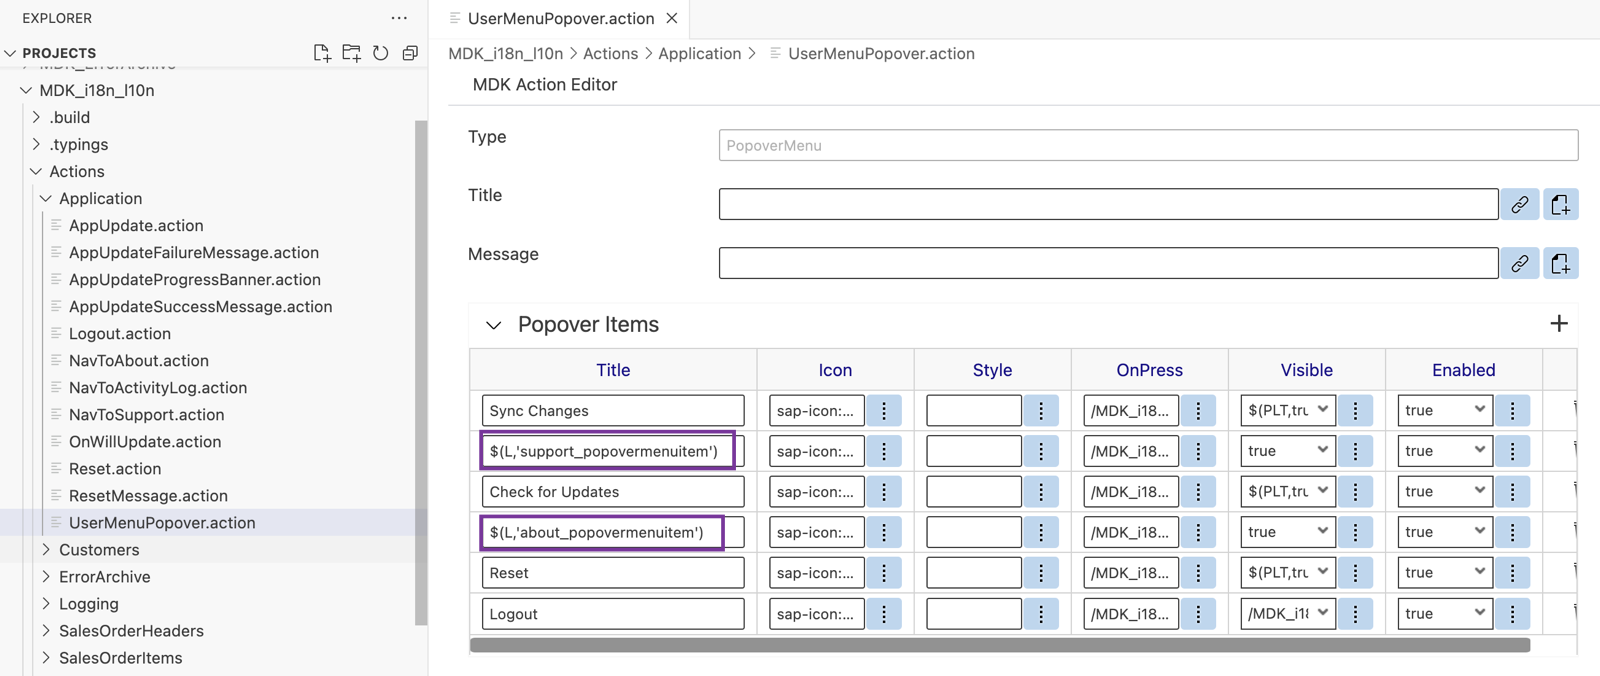 EXPLORER
PROJECTS
MDK_ErrorArchive
MDK_i18n_l10n
.build
.typings
Actions
Application
AppUpdate.action
AppUpdateFailureMessage.action
AppUpdateProgressBanner.action
AppUpdateSuccessMessage.action
Logout.action
NavToAbout.action
NavToActivityLog.action
NavToSupport.action
OnWillUpdate.action
Reset.action
ResetMessage.action
UserMenuPopover.action
Customers
ErrorArchive
Logging
SalesOrderHeaders
SalesOrderItems
UserMenuPopover.action
MDK_i18n_l10n > Actions > Application > UserMenuPopover.action
MDK Action Editor
Type
PopoverMenu
Title
Message
Popover Items
Title Icon Style OnPress Visible Enabled
Sync Changes sap-icon:... /MDK_i18... $(PLT,tru true
$(L,'support_popovermenuitem') sap-icon:... /MDK_i18... true true
Check for Updates sap-icon:... /MDK_i18... $(PLT,tru true
$(L,'about_popovermenuitem') sap-icon:... /MDK_i18... true true
Reset sap-icon:... /MDK_i18... $(PLT,tru true
Logout sap-icon:... /MDK_i18... /MDK_i18 true